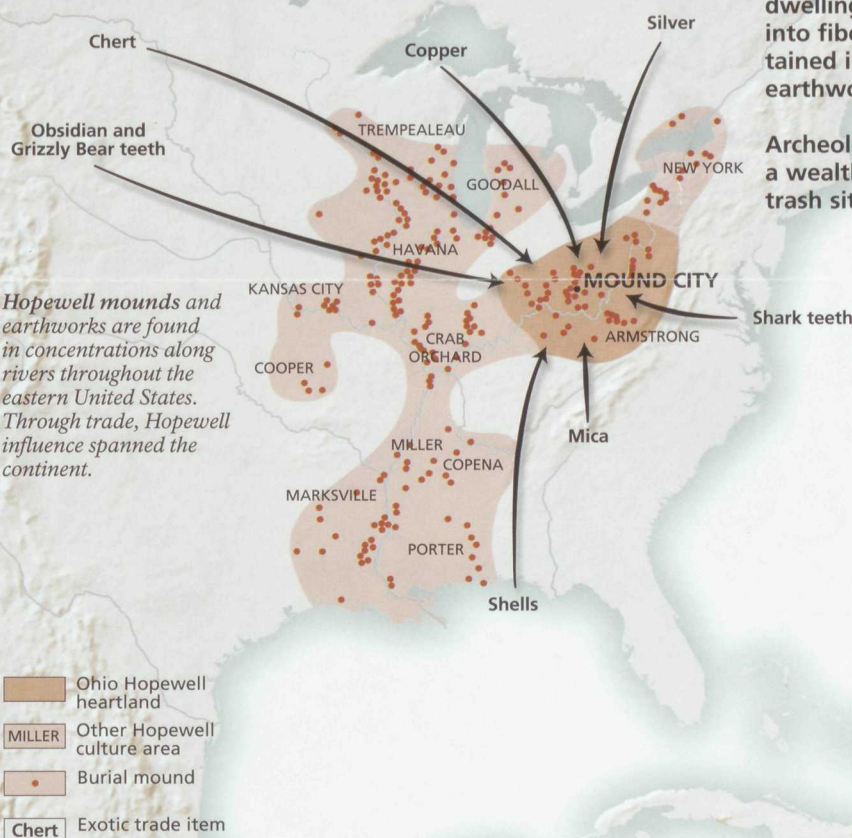 Chert
Copper
Silver
Obsidian and
Grizzly Bear teeth
TREMPEALEAU
GOODALL
NEW YORK
HAVANA
KANSAS CITY
MOUND CITY
Shark teeth
CRAB
ORCHARD
ARMSTRONG
COOPER
Mica
MILLER
COPENA
MARKSVILLE
PORTER
Shells
Hopewell mounds and
earthworks are found
in concentrations along
rivers throughout the
eastern United States.
Through trade, Hopewell
influence spanned the
continent.
Ohio Hopewell
heartland
MILLER
Other Hopewell
culture area
Burial mound
Chert
Exotic trade item
dwelling
into fib
tained i
earthwo
Archeol
a wealt
trash sit